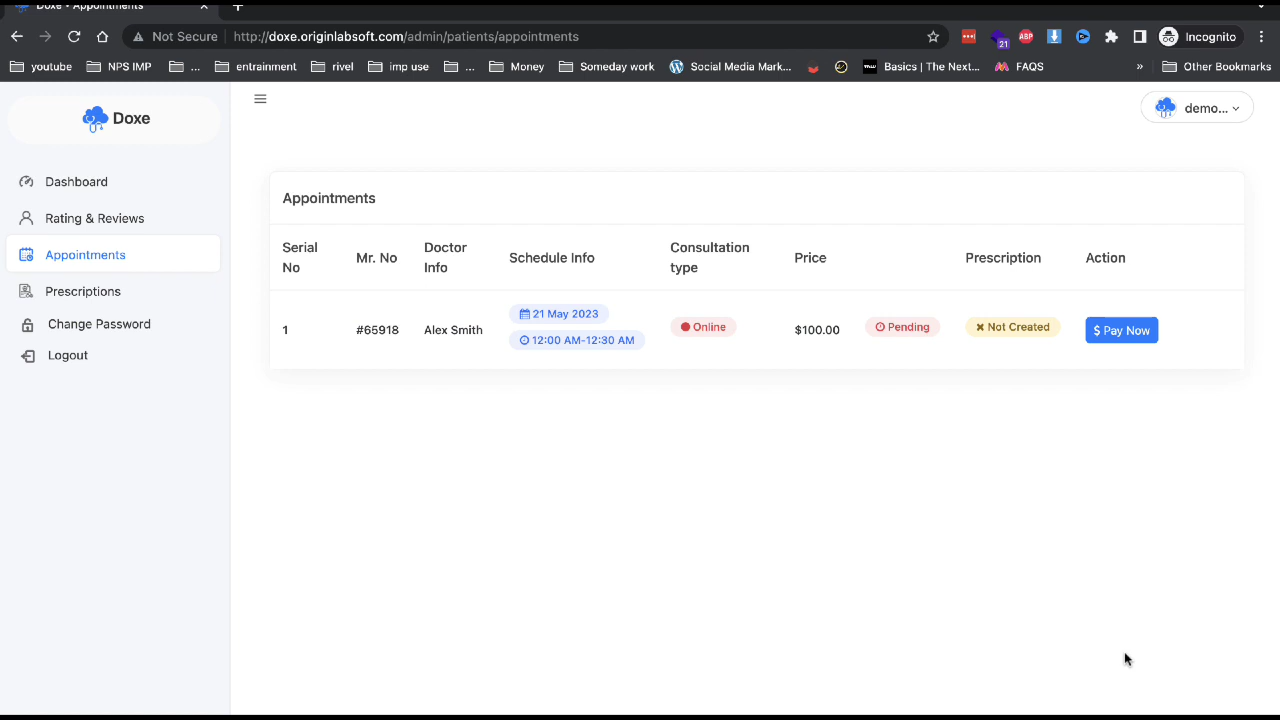 Doxe - Appointments
Not Secure http://doxe.originlabsoft.com/admin/patients/appointments 21 ABP Incognito
youtube NPS IMP ... entrainment rivel imp use ... Money Someday work Social Media Mark... Basics | The Next... FAQS » Other Bookmarks
Doxe
demo...
Dashboard
Rating & Reviews
Appointments
Prescriptions
Change Password
Logout
Appointments
Serial No Mr. No Doctor Info Schedule Info Consultation type Price Prescription Action
1 #65918 Alex Smith 21 May 2023 Online $100.00 Pending Not Created $ Pay Now
12:00 AM-12:30 AM